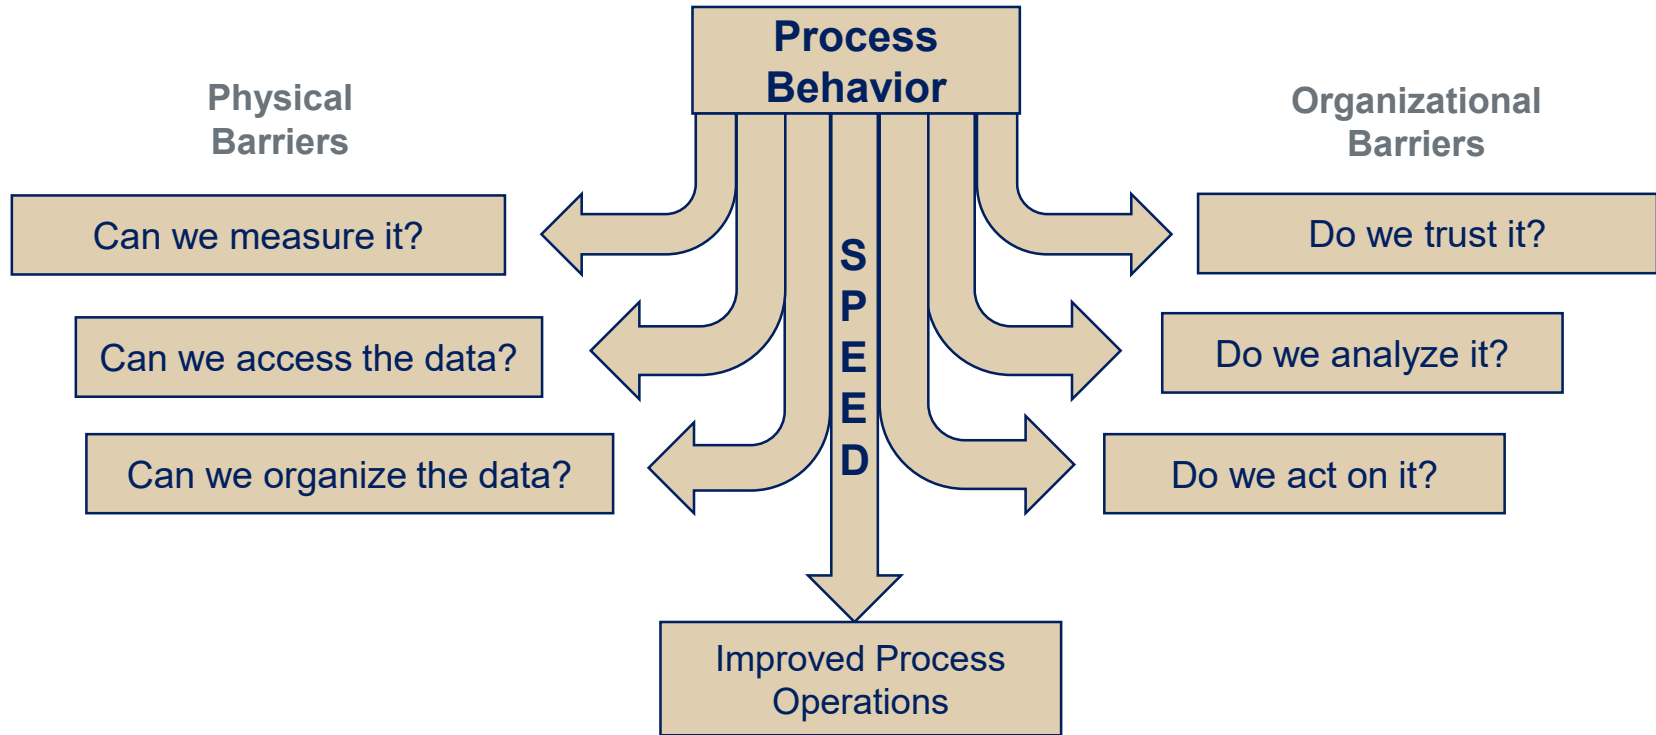 Process
Behavior
Physical
Barriers
Organizational
Barriers
Can we measure it?
Do we trust it?
Can we access the data?
Do we analyze it?
Can we organize the data?
Do we act on it?
S
P
E
E
D
Improved Process
Operations